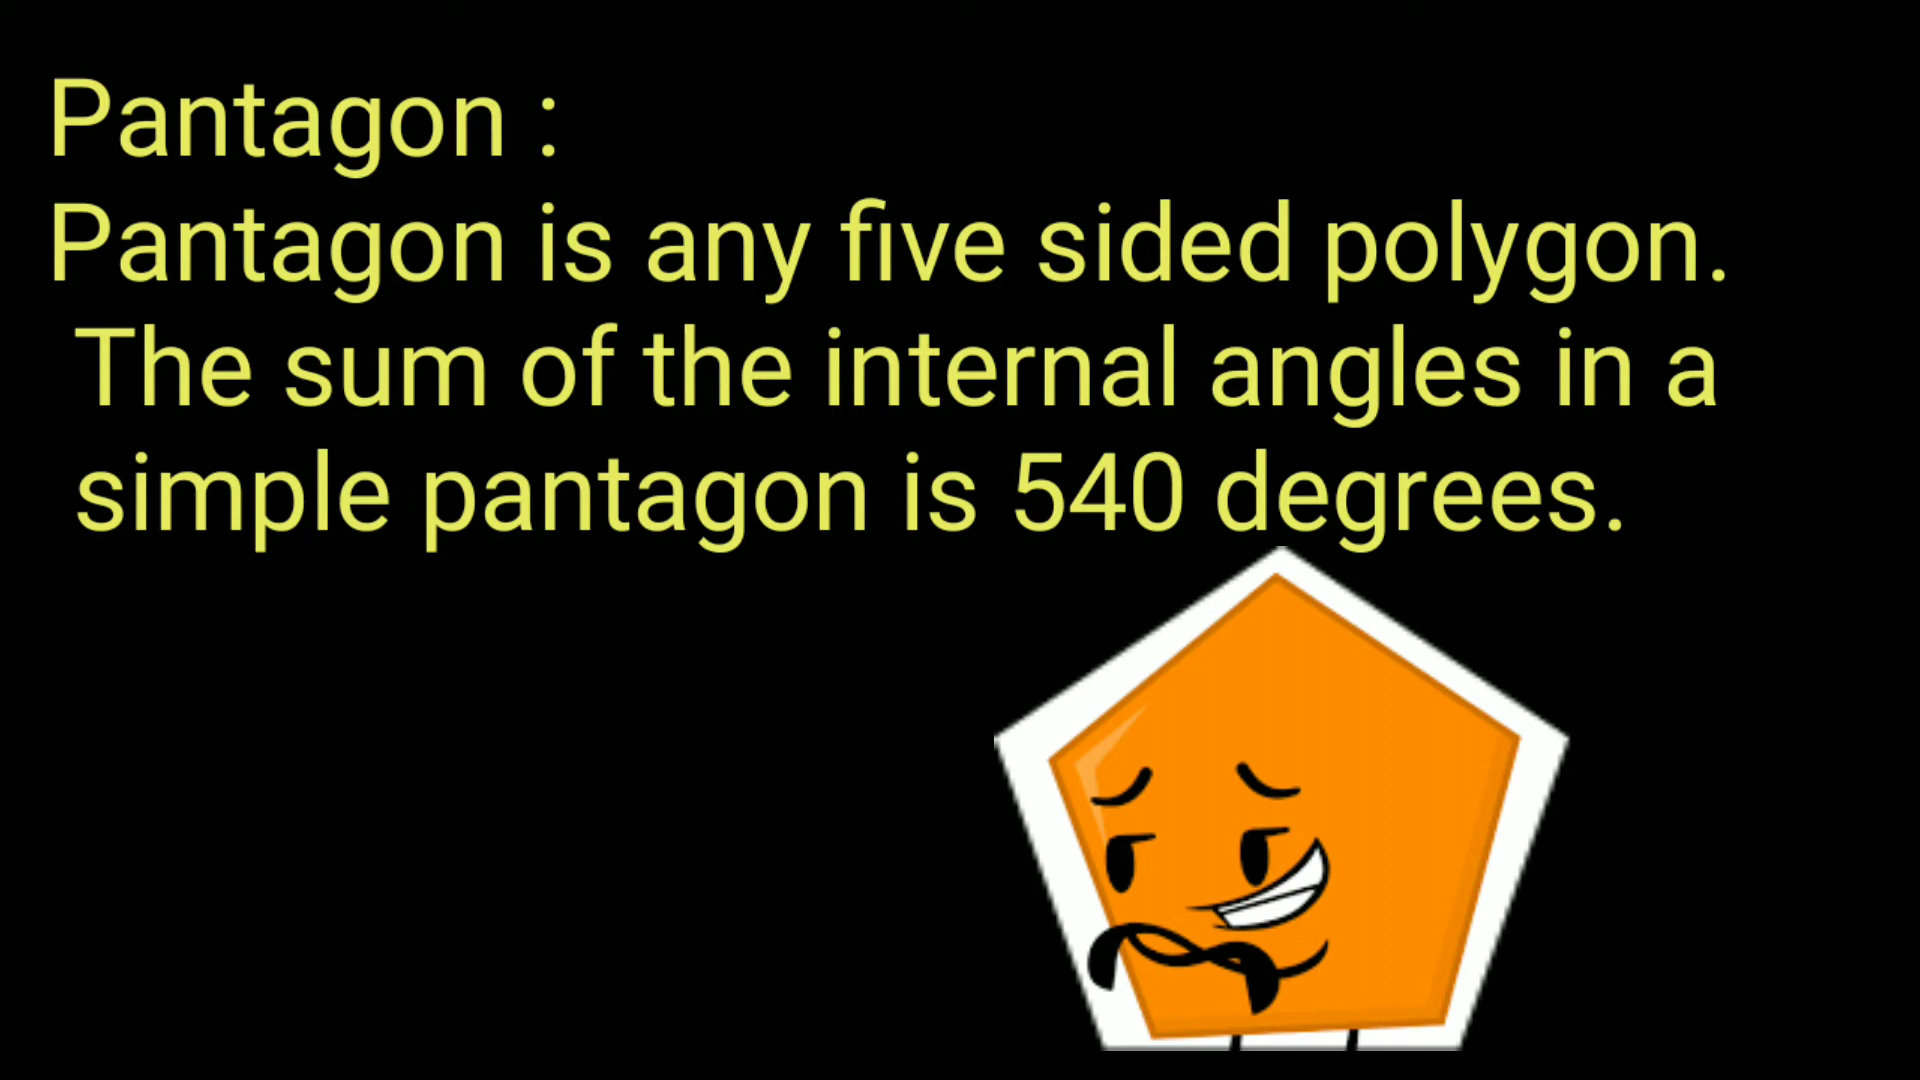 Pantagon :
Pantagon is any five sided polygon.
The sum of the internal angles in a
simple pantagon is 540 degrees.